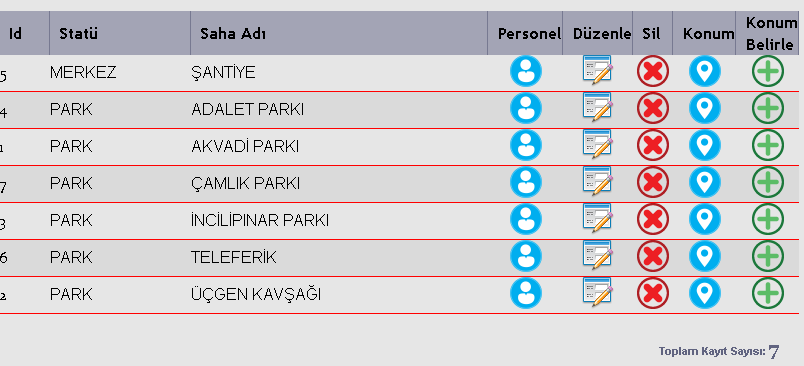 Id Statü Saha Adı Personel Düzenle Sil Konum Konum Belirle
5 MERKEZ ŞANTİYE
4 PARK ADALET PARKI
1 PARK AKVADİ PARKI
7 PARK ÇAMLIK PARKI
3 PARK İNCİLİPINAR PARKI
6 PARK TELEFERİK
2 PARK ÜÇGEN KAVŞAĞI
Toplam Kayıt Sayısı: 7